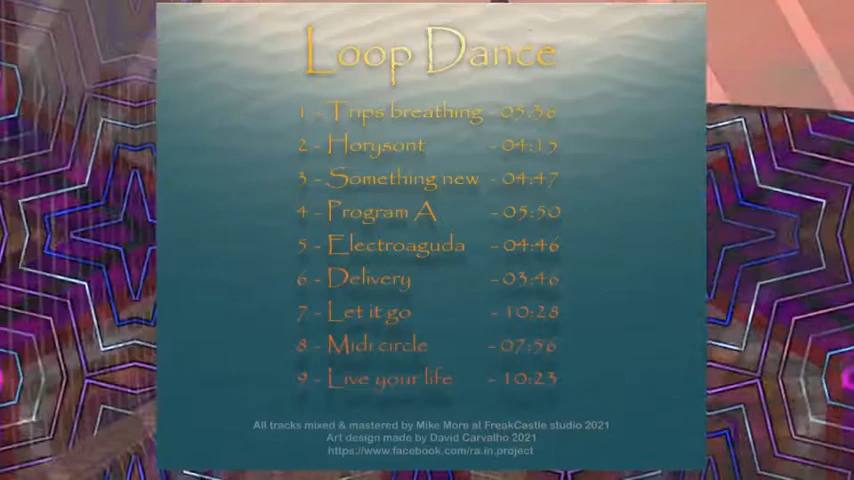 Loop Dance
1 - Trips breathing - 05:36
2 - Horysont - 04:15
3 - Something new - 04:47
4 - Program A - 05:50
5 - Electroaguda - 04:46
6 - Delivery - 03:46
7 - Let it go - 10:28
8 - Midi circle - 07:56
9 - Live your life - 10:23
All tracks mixed & mastered by Mike More at FreakCastle studio 2021
Art design made by David Carvalho 2021
https://www.facebook.com/ra.in.project